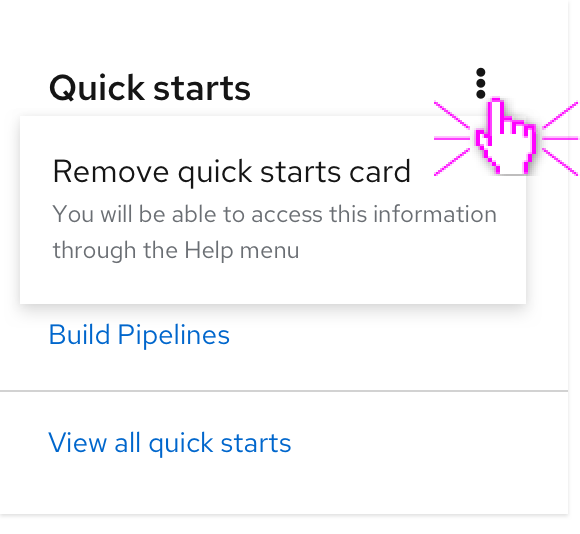 Quick starts
Remove quick starts card
You will be able to access this information
through the Help menu
Build Pipelines
View all quick starts